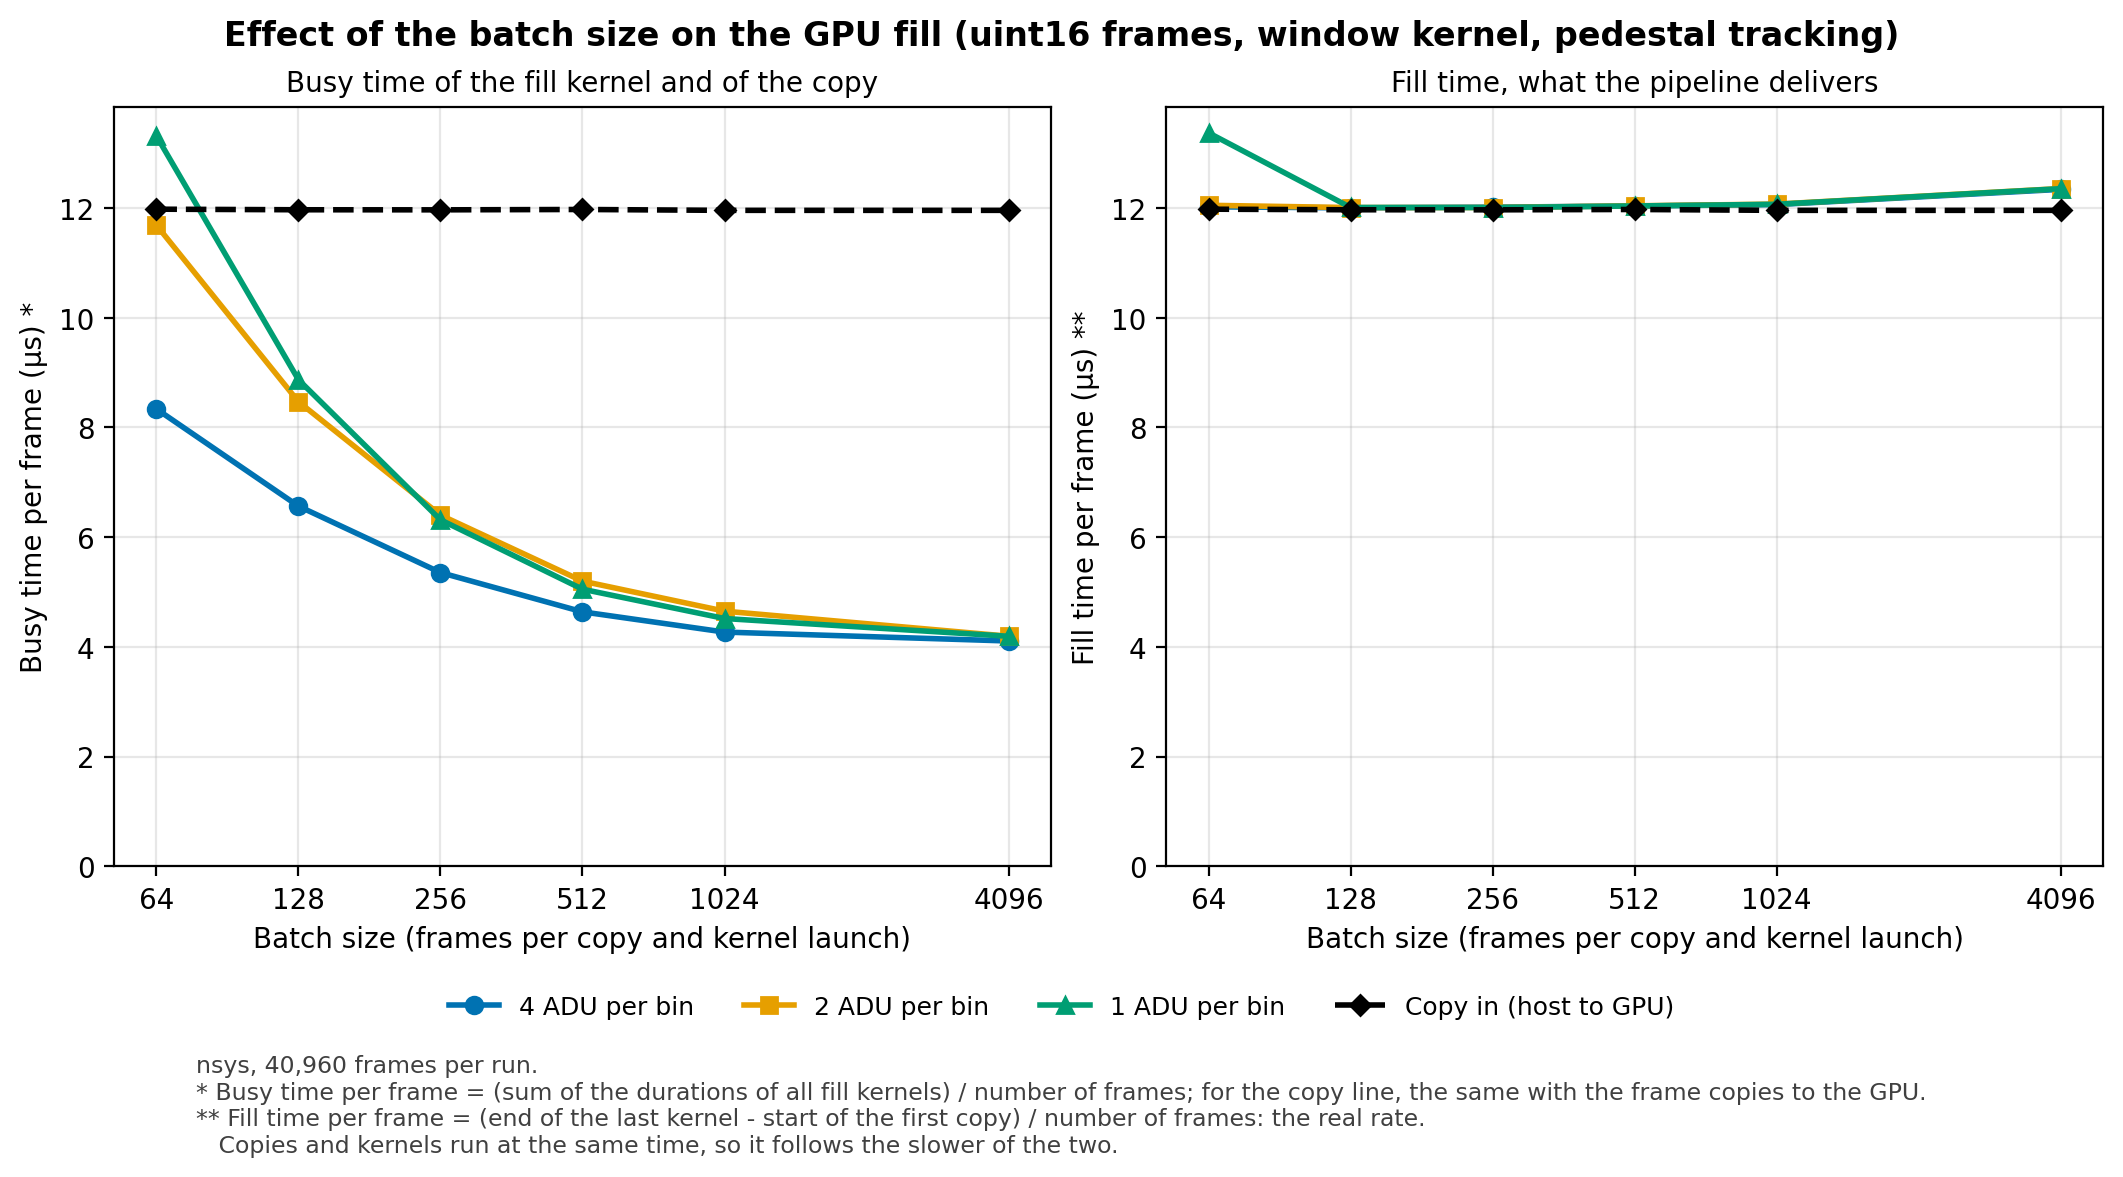 Effect of the batch size on the GPU fill (uint16 frames, window kernel, pedestal tracking)
Busy time of the fill kernel and of the copy
Busy time per frame (µs) *
12
10
8
6
4
2
0
64 128 256 512 1024 4096
Batch size (frames per copy and kernel launch)
Fill time, what the pipeline delivers
Fill time per frame (µs) **
12
10
8
6
4
2
0
64 128 256 512 1024 4096
Batch size (frames per copy and kernel launch)
4 ADU per bin 2 ADU per bin 1 ADU per bin Copy in (host to GPU)
nsys, 40,960 frames per run.
* Busy time per frame = (sum of the durations of all fill kernels) / number of frames; for the copy line, the same with the frame copies to the GPU.
** Fill time per frame = (end of the last kernel - start of the first copy) / number of frames: the real rate.
Copies and kernels run at the same time, so it follows the slower of the two.